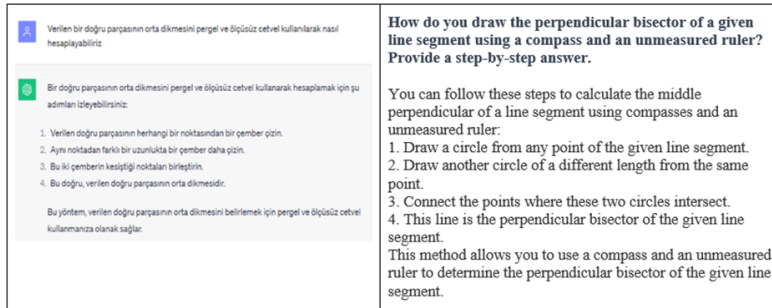 Verilen bir doğru parçasının orta dikmesini pergel ve ölçüsüz cetvel kullanılarak nasıl
hesaplayabiliriz
Bir doğru parçasının orta dikmesini pergel ve ölçüsüz cetvel kullanarak hesaplamak için şu
adımları izleyebilirsiniz:
1. Verilen doğru parçasının herhangi bir noktasından bir çember çizin.
2. Aynı noktadan farklı bir uzunlukta bir çember daha çizin.
3. Bu iki çemberin kesiştiği noktaları birleştirin.
4. Bu doğru, verilen doğru parçasının orta dikmesidir.
Bu yöntem, verilen doğru parçasının orta dikmesini belirlemek için pergel ve ölçüsüz cetvel
kullanmanıza olanak sağlar.
How do you draw the perpendicular bisector of a given
line segment using a compass and an unmeasured ruler?
Provide a step-by-step answer.
You can follow these steps to calculate the middle
perpendicular of a line segment using compasses and an
unmeasured ruler:
1. Draw a circle from any point of the given line segment.
2. Draw another circle of a different length from the same
point.
3. Connect the points where these two circles intersect.
4. This line is the perpendicular bisector of the given line
segment.
This method allows you to use a compass and an unmeasured
ruler to determine the perpendicular bisector of the given line
segment.